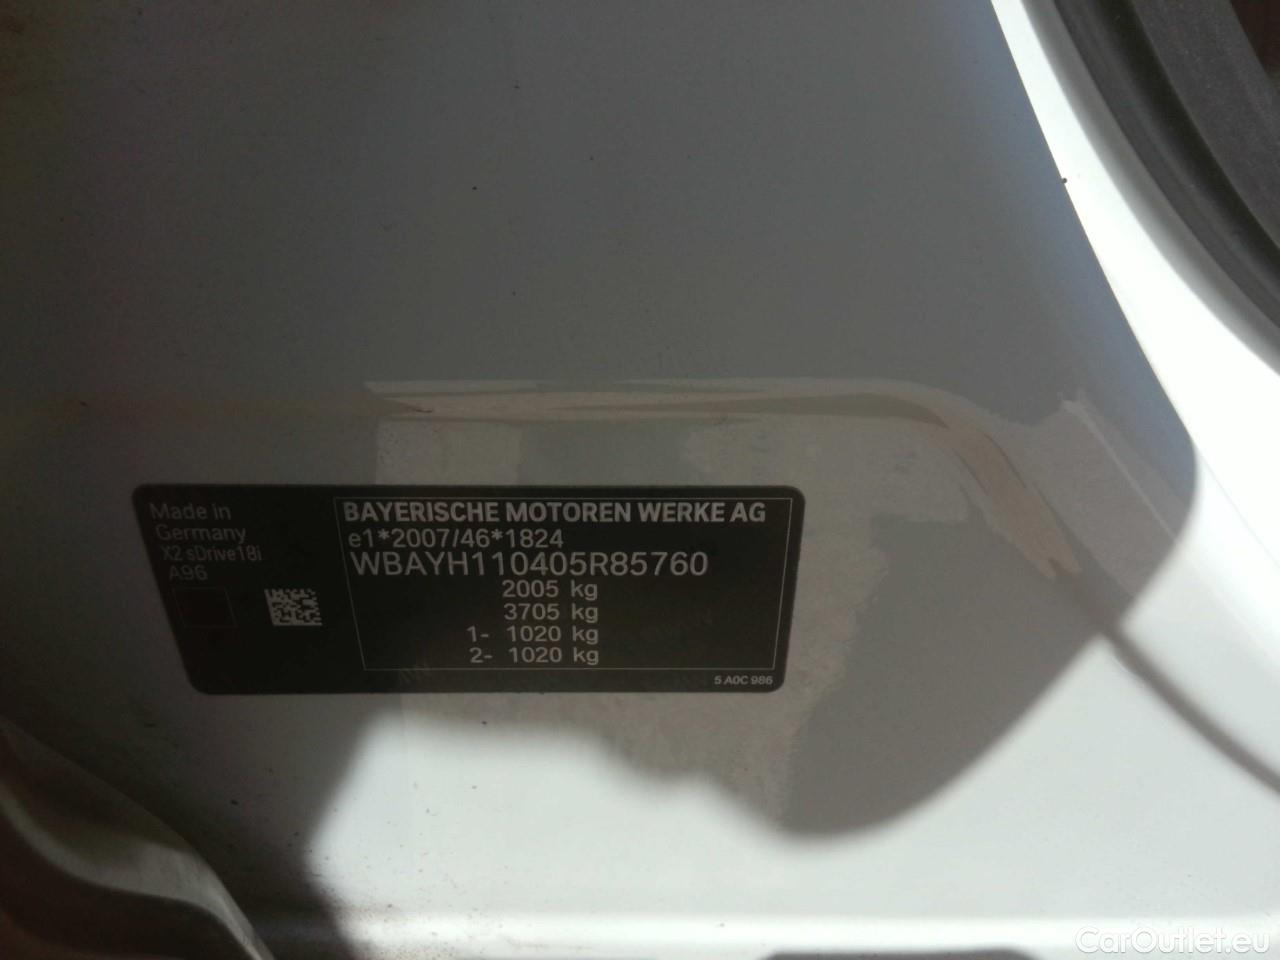 Made in
Germany
X2 sDrive18i
A96
BAYERISCHE MOTOREN WERKE AG
e1*2007/46*1824
WBAYH110405R85760
2005 kg
3705 kg
1- 1020 kg
2- 1020 kg
5 A0C 986
CarOutlet.eu